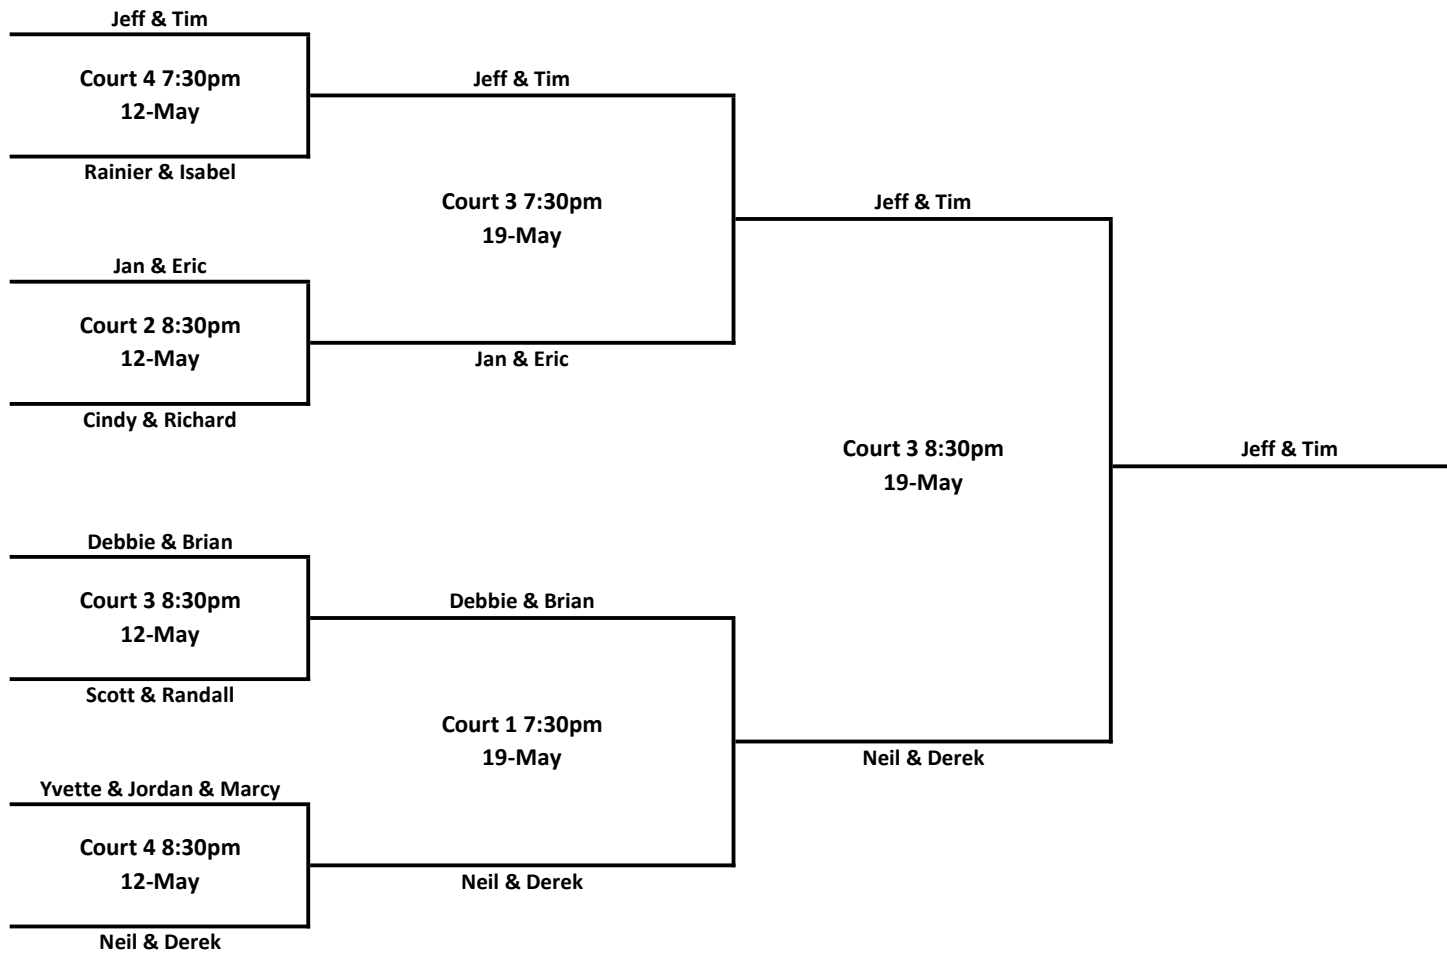 Jeff & Tim
Court 4 7:30pm
12-May
Rainier & Isabel
Jan & Eric
Court 2 8:30pm
12-May
Cindy & Richard
Debbie & Brian
Court 3 8:30pm
12-May
Scott & Randall
Yvette & Jordan & Marcy
Court 4 8:30pm
12-May
Neil & Derek
Jeff & Tim
Court 3 7:30pm
19-May
Jan & Eric
Debbie & Brian
Court 1 7:30pm
19-May
Neil & Derek
Jeff & Tim
Court 3 8:30pm
19-May
Neil & Derek
Jeff & Tim